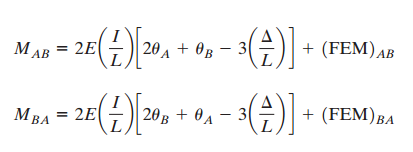 M_AB = 2E(I/L)[2θ_A + θ_B − 3(Δ/L)] + (FEM)_AB
M_BA = 2E(I/L)[2θ_B + θ_A − 3(Δ/L)] + (FEM)_BA